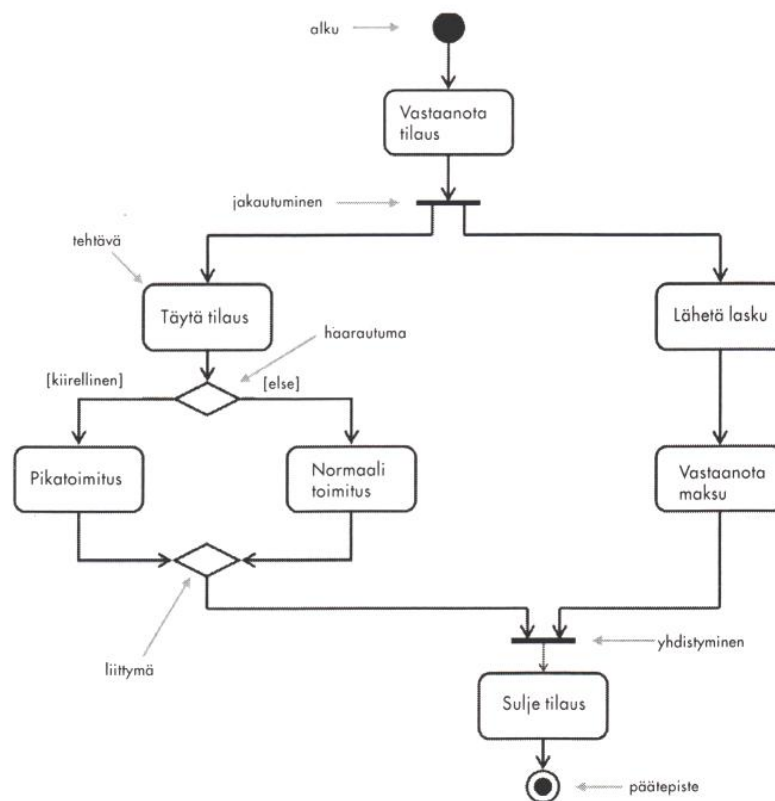 alku
Vastaanota
tilaus
jakautuminen
tehtävä
Täytä tilaus
Lähetä lasku
haarautuma
[kiirellinen]
[else]
Pikatoimitus
Normaali
toimitus
Vastaanota
maksu
liittymä
yhdistyminen
Sulje tilaus
päätepiste